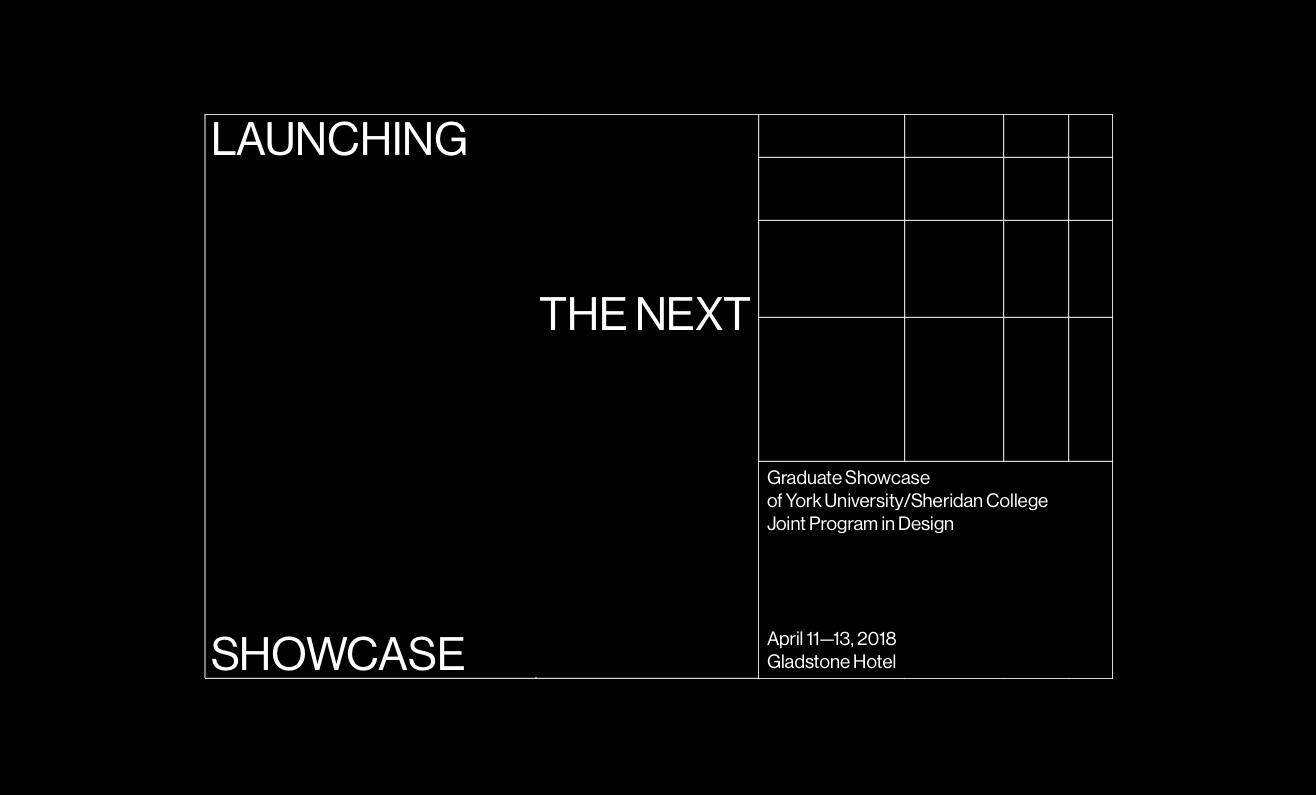 LAUNCHING
THE NEXT
SHOWCASE
Graduate Showcase
of York University/Sheridan College
Joint Program in Design
April 11—13, 2018
Gladstone Hotel